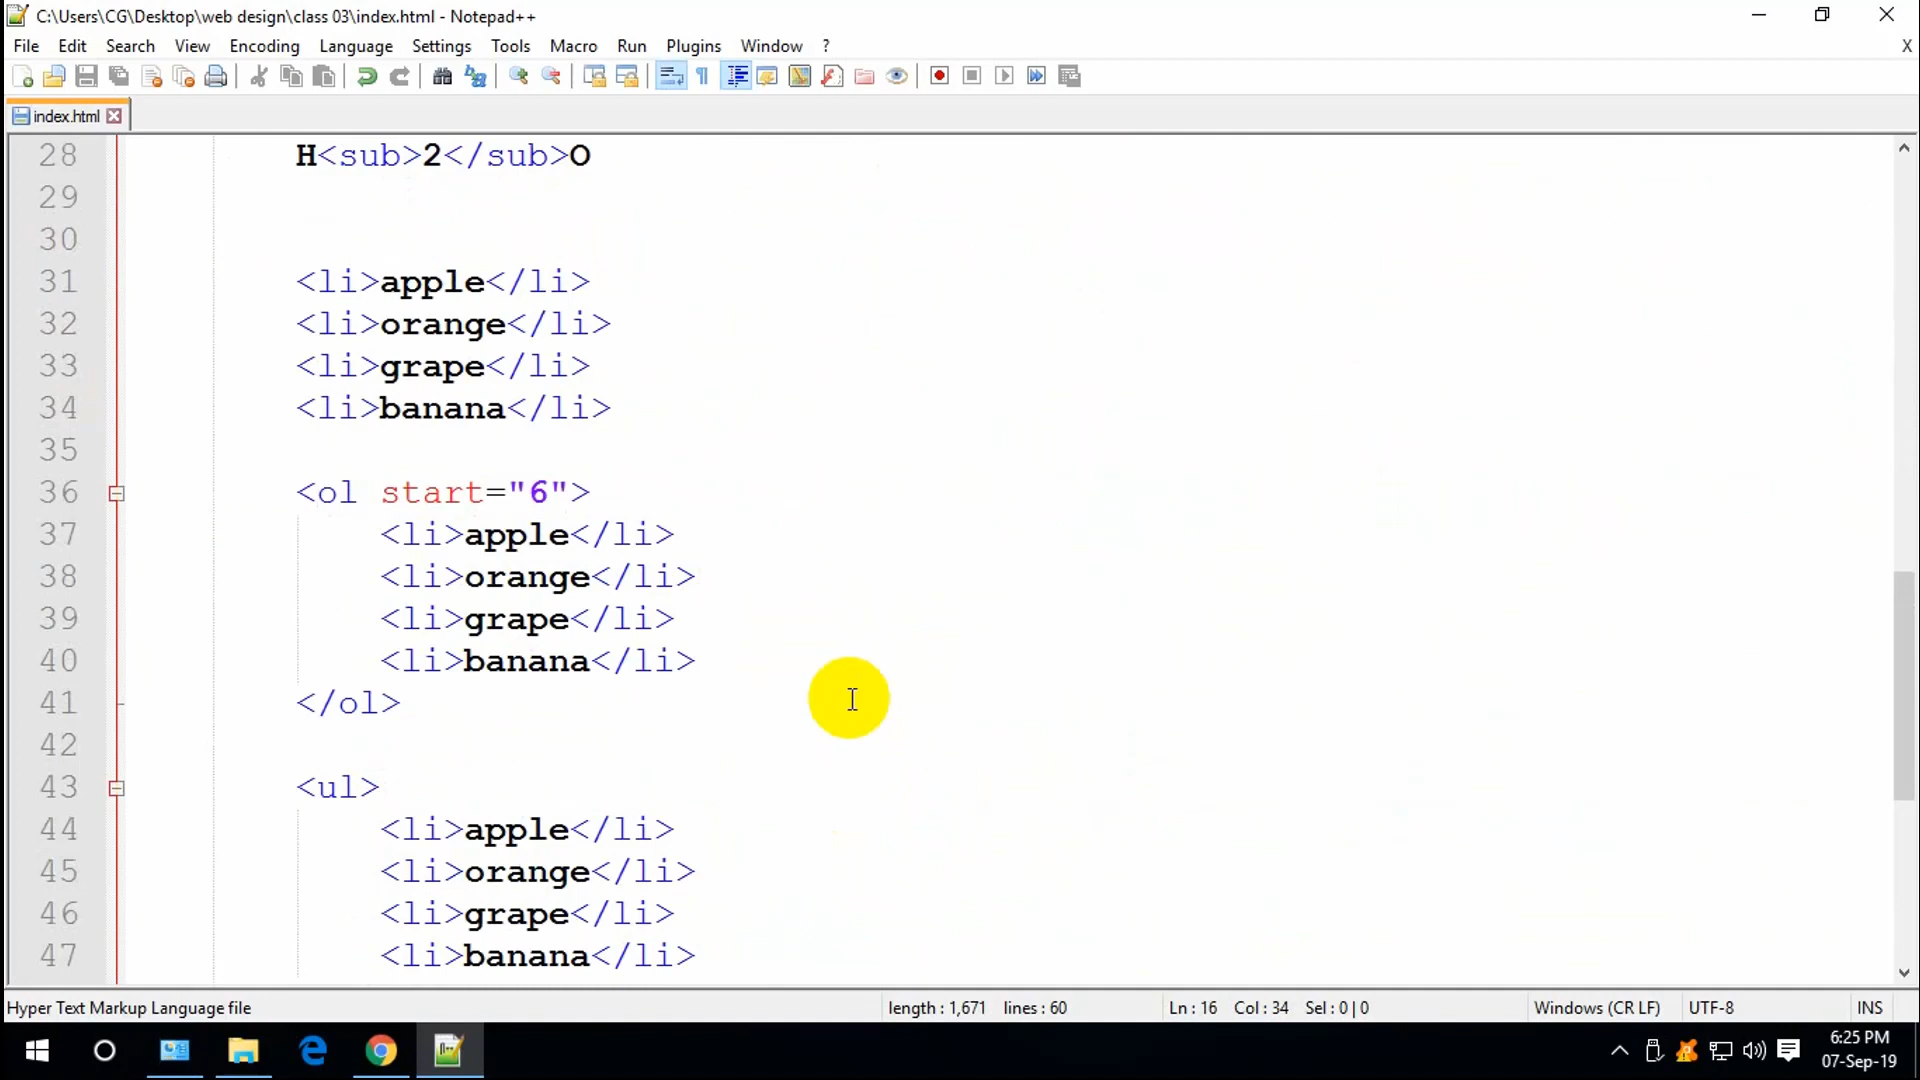 C:\Users\CG\Desktop\web design\class 03\index.html - Notepad++
File Edit Search View Encoding Language Settings Tools Macro Run Plugins Window ? X
index.html
28 H<sub>2</sub>O
29
30
31 <li>apple</li>
32 <li>orange</li>
33 <li>grape</li>
34 <li>banana</li>
35
36 <ol start="6">
37 <li>apple</li>
38 <li>orange</li>
39 <li>grape</li>
40 <li>banana</li>
41 </ol>
42
43 <ul>
44 <li>apple</li>
45 <li>orange</li>
46 <li>grape</li>
47 <li>banana</li>
Hyper Text Markup Language file length : 1,671 lines : 60 Ln : 16 Col : 34 Sel : 0 | 0 Windows (CR LF) UTF-8 INS
6:25 PM
07-Sep-19